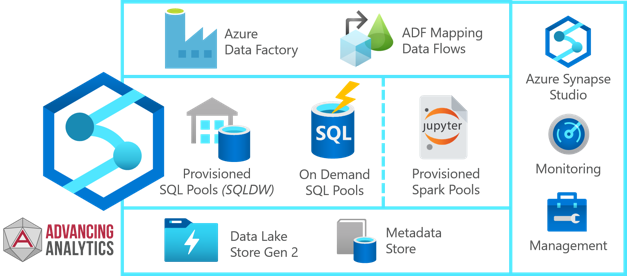 Azure
Data Factory
ADF Mapping
Data Flows
SQL
jupyter
Provisioned
SQL Pools (SQLDW)
On Demand
SQL Pools
Provisioned
Spark Pools
Data Lake
Store Gen 2
Metadata
Store
Azure Synapse
Studio
Monitoring
Management
A
ADVANCING
ANALYTICS